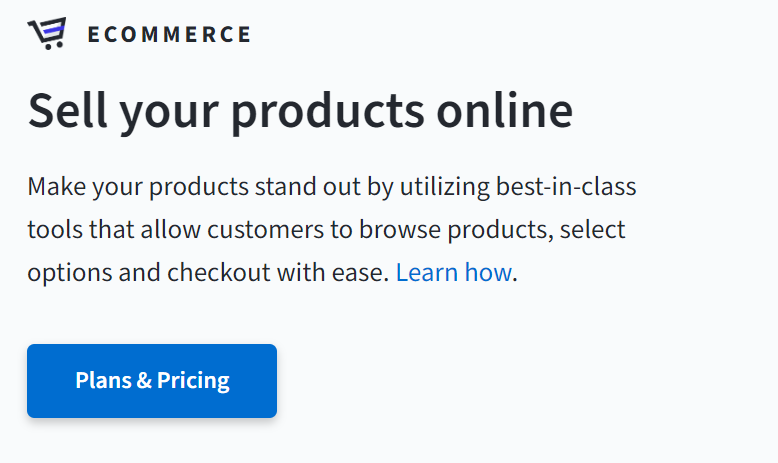 ECOMMERCE
Sell your products online
Make your products stand out by utilizing best-in-class
tools that allow customers to browse products, select
options and checkout with ease. Learn how.
Plans & Pricing